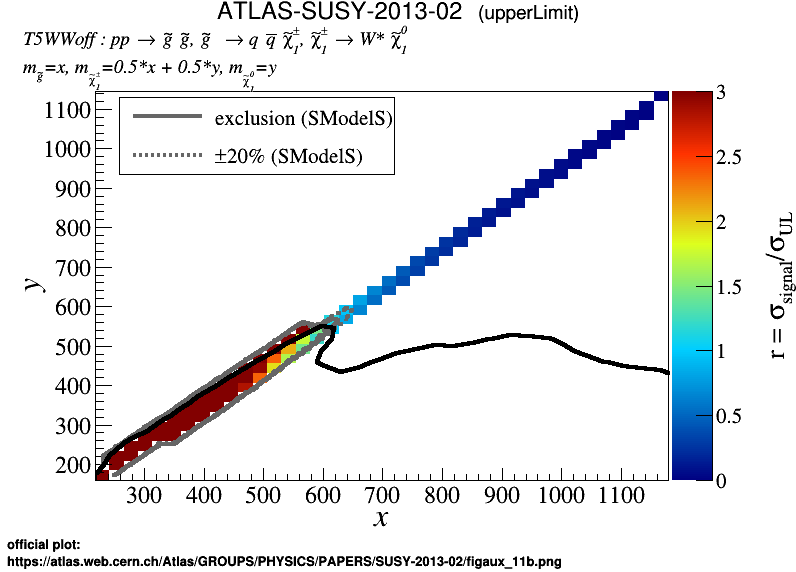 ATLAS-SUSY-2013-02 (upperLimit)
T5WWoff : pp → g̃ g̃, g̃ → q q̅ χ̃₁±, χ̃₁± → W* χ̃₁⁰
m_g̃=x, m_χ̃₁±=0.5*x + 0.5*y, m_χ̃₁⁰=y
exclusion (SModelS)
±20% (SModelS)
1100
1000
900
800
700
600
500
400
300
200
y
300 400 500 600 700 800 900 1000 1100
x
3
2.5
2
1.5
1
0.5
0
r = σ_signal/σ_UL
official plot:
https://atlas.web.cern.ch/Atlas/GROUPS/PHYSICS/PAPERS/SUSY-2013-02/figaux_11b.png